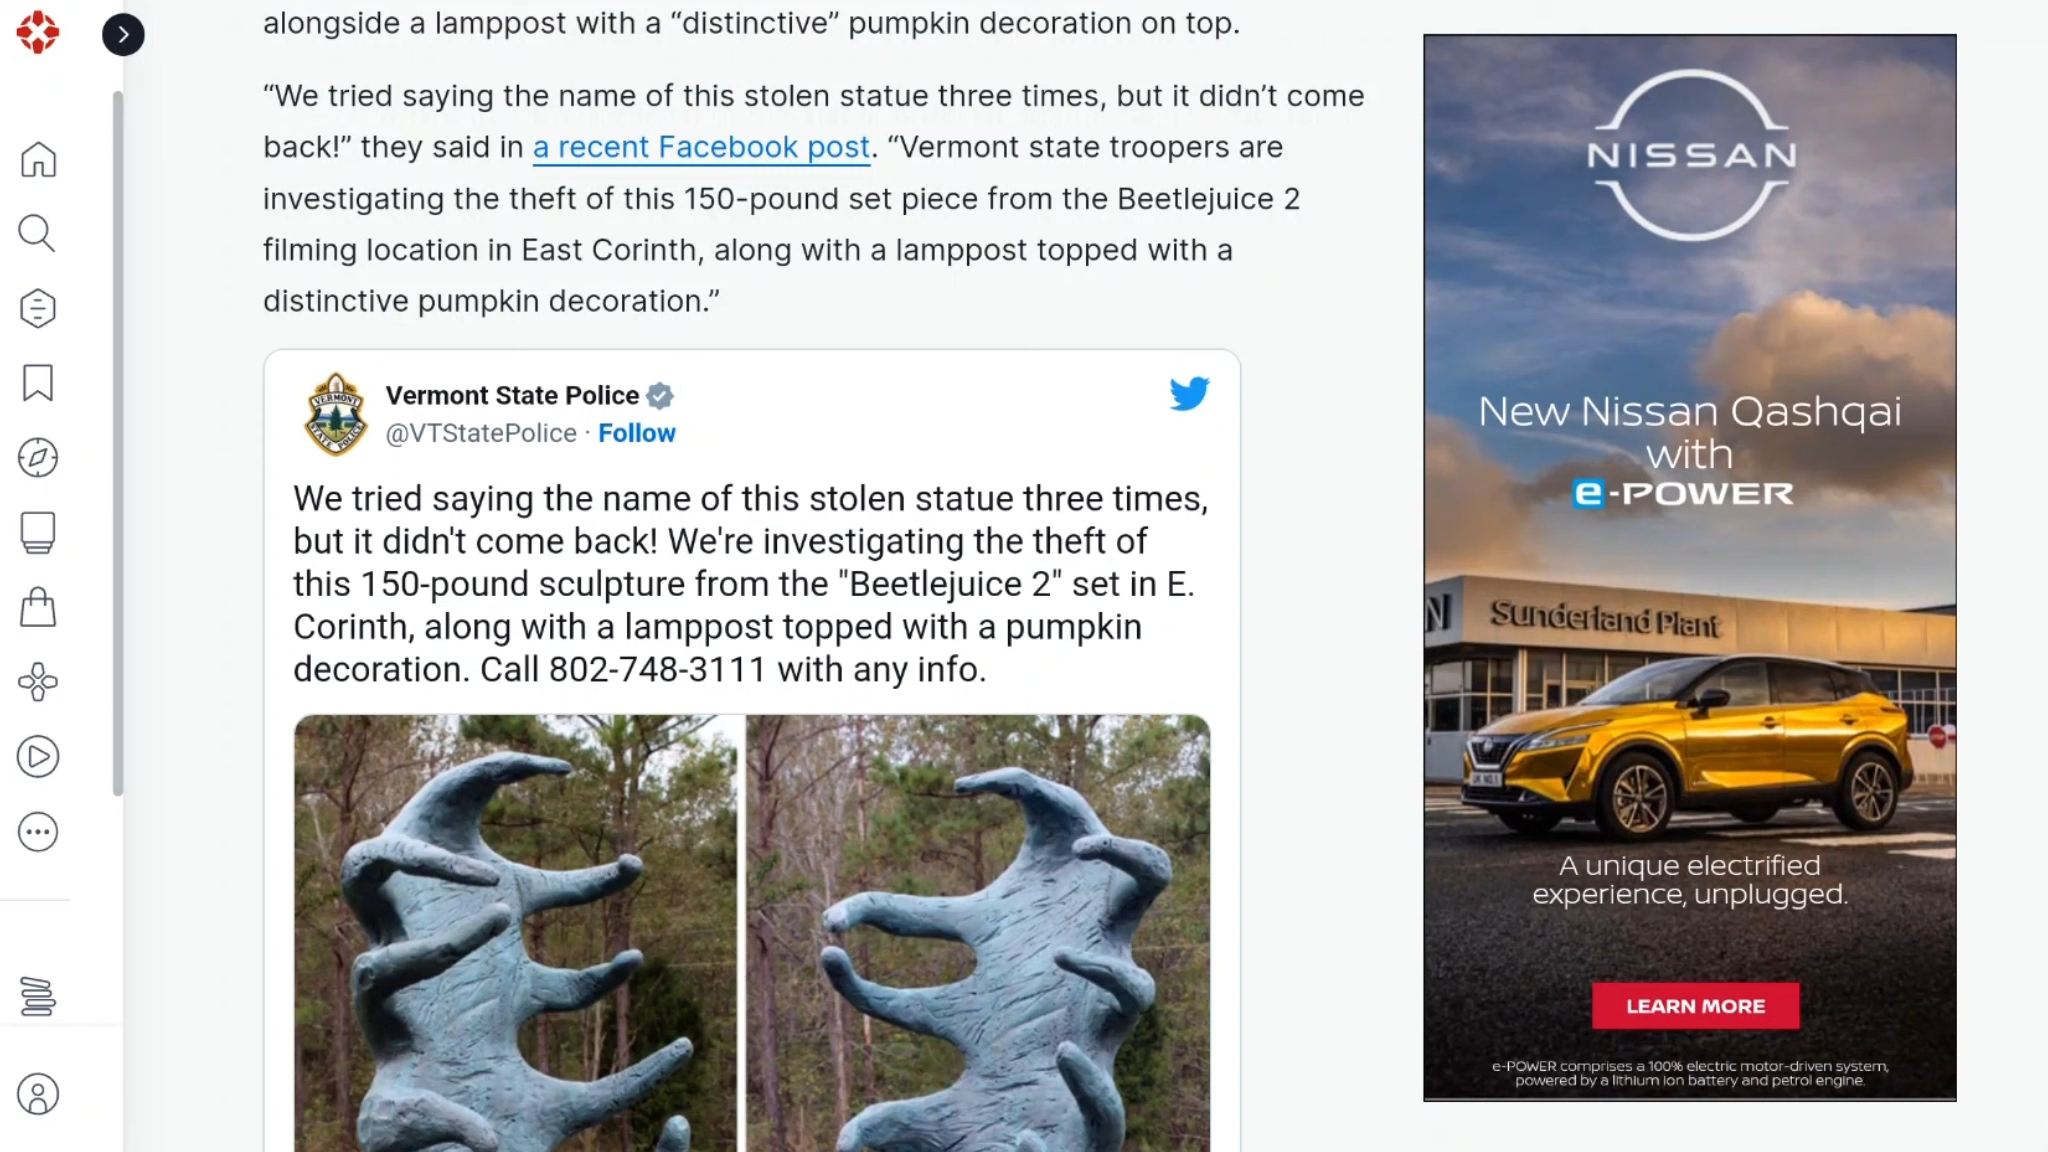 alongside a lamppost with a “distinctive” pumpkin decoration on top.
“We tried saying the name of this stolen statue three times, but it didn’t come
back!” they said in a recent Facebook post. “Vermont state troopers are
investigating the theft of this 150-pound set piece from the Beetlejuice 2
filming location in East Corinth, along with a lamppost topped with a
distinctive pumpkin decoration.”
VERMONT
STATE POLICE
Vermont State Police
@VTStatePolice · Follow
We tried saying the name of this stolen statue three times,
but it didn't come back! We're investigating the theft of
this 150-pound sculpture from the "Beetlejuice 2" set in E.
Corinth, along with a lamppost topped with a pumpkin
decoration. Call 802-748-3111 with any info.
NISSAN
New Nissan Qashqai
with
e-POWER
N Sunderland Plant
A unique electrified
experience, unplugged.
LEARN MORE
e-POWER comprises a 100% electric motor-driven system,
powered by a lithium ion battery and petrol engine.